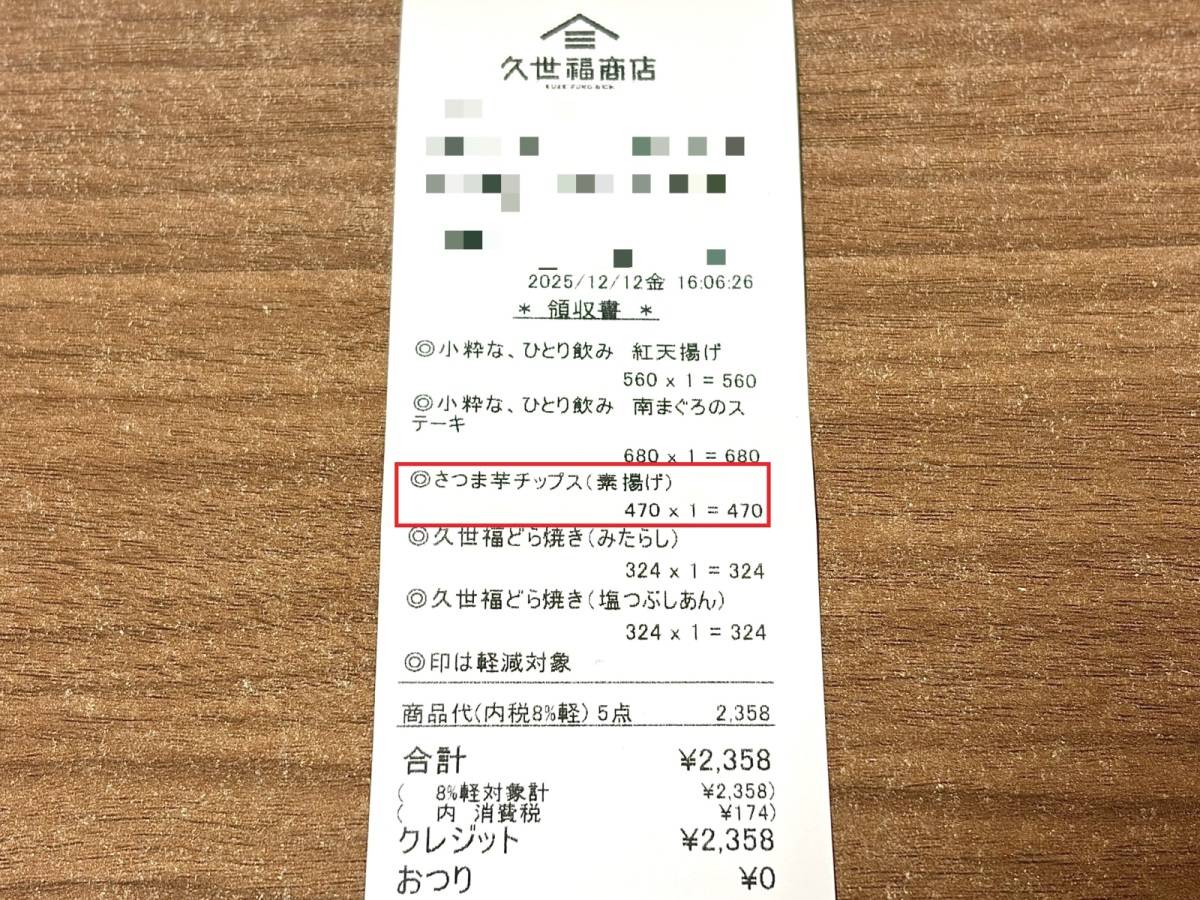 久世福商店
2025/12/12金 16:06:26
* 領収書 *
◎小粋な、ひとり飲み 紅天揚げ
560 x 1 = 560
◎小粋な、ひとり飲み 南まぐろのス
テーキ
680 x 1 = 680
◎さつま芋チップス(素揚げ)
470 x 1 = 470
◎久世福どら焼き(みたらし)
324 x 1 = 324
◎久世福どら焼き(塩つぶしあん)
324 x 1 = 324
◎印は軽減対象
商品代(内税8%軽) 5点 2,358
合計 ¥2,358
( 8%軽対象計 ¥2,358)
( 内 消費税 ¥174)
クレジット ¥2,358
おつり ¥0